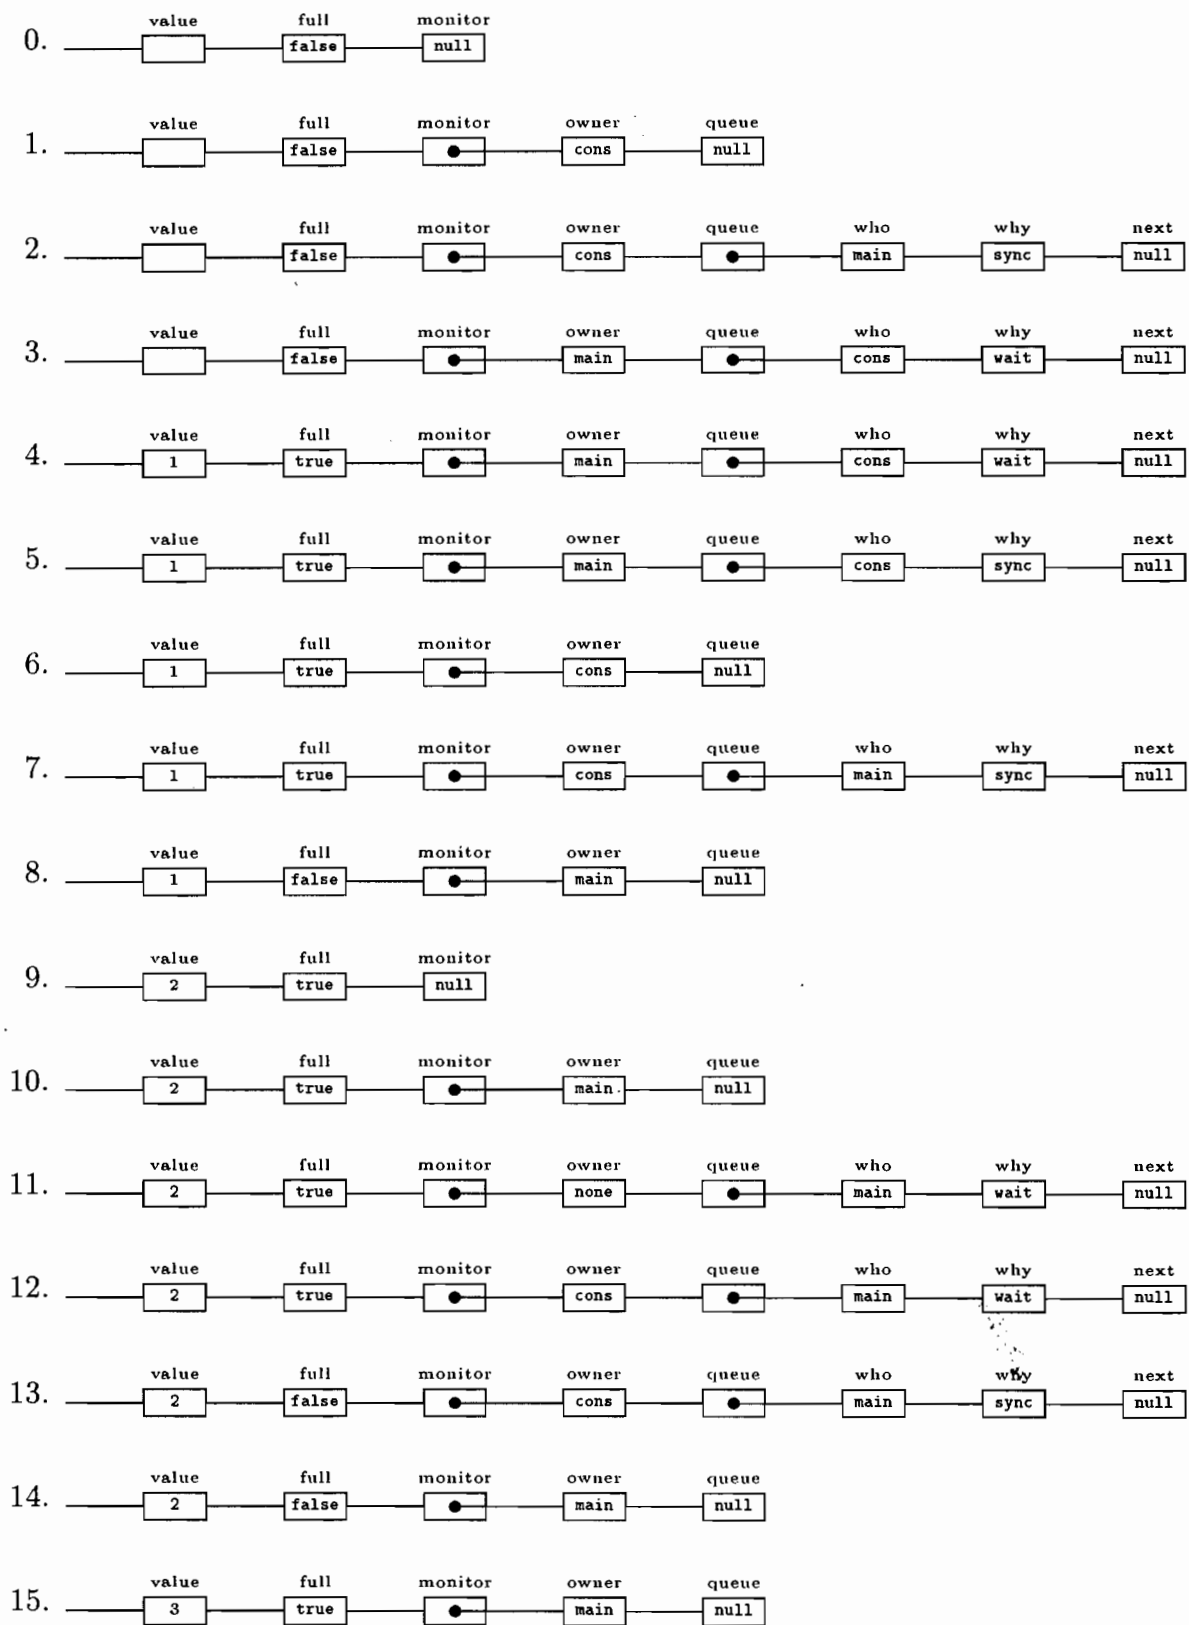 value full monitor
0. false null
value full monitor owner queue
1. false cons null
value full monitor owner queue who why next
2. false cons main sync null
value full monitor owner queue who why next
3. false main cons wait null
value full monitor owner queue who why next
4. 1 true main cons wait null
value full monitor owner queue who why next
5. 1 true main cons sync null
value full monitor owner queue
6. 1 true cons null
value full monitor owner queue who why next
7. 1 true cons main sync null
value full monitor owner queue
8. 1 false main null
value full monitor
9. 2 true null
value full monitor owner queue
10. 2 true main null
value full monitor owner queue who why next
11. 2 true none main wait null
value full monitor owner queue who why next
12. 2 true cons main wait null
value full monitor owner queue who why next
13. 2 false cons main sync null
value full monitor owner queue
14. 2 false main null
value full monitor owner queue
15. 3 true main null